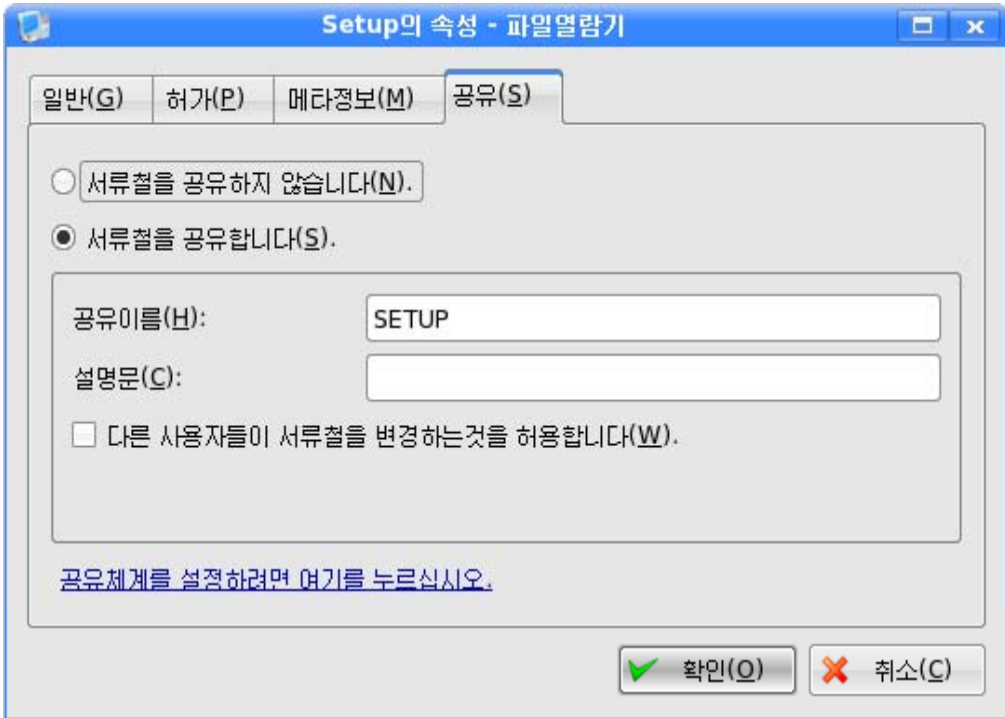 Setup의 속성 - 파일열람기
일반(G)
허가(P)
메타정보(M)
공유(S)
서류철을 공유하지 않습니다(N).
서류철을 공유합니다(S).
공유이름(H):
SETUP
설명문(C):
다른 사용자들이 서류철을 변경하는것을 허용합니다(W).
공유체계를 설정하려면 여기를 누르십시오.
확인(O)
취소(C)